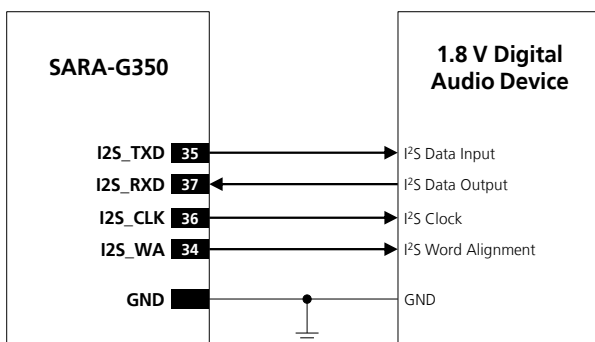 SARA-G350
1.8 V Digital
Audio Device
I2S_TXD 35 I²S Data Input
I2S_RXD 37 I²S Data Output
I2S_CLK 36 I²S Clock
I2S_WA 34 I²S Word Alignment
GND GND